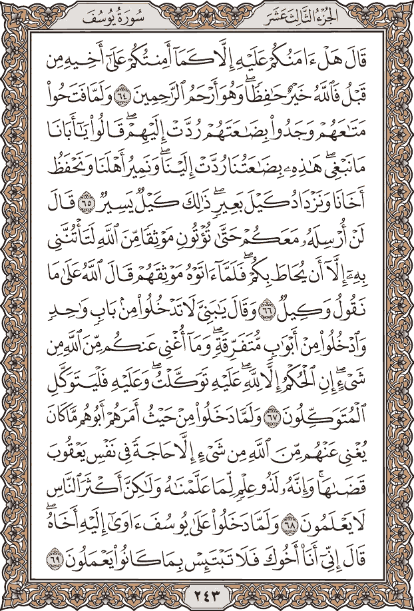 الجزء الثالث عشر
سورة يوسف
قَالَ هَلْ ءَامَنُكُمْ عَلَيْهِ إِلَّا كَمَآ أَمِنتُكُمْ عَلَىٰٓ أَخِيهِ مِن
قَبْلُ فَٱللَّهُ خَيْرٌ حَٰفِظًا ۖ وَهُوَ أَرْحَمُ ٱلرَّٰحِمِينَ ٦٤ وَلَمَّا فَتَحُوا۟
مَتَٰعَهُمْ وَجَدُوا۟ بِضَٰعَتَهُمْ رُدَّتْ إِلَيْهِمْ ۖ قَالُوا۟ يَٰٓأَبَانَا
مَا نَبْغِى ۖ هَٰذِهِۦ بِضَٰعَتُنَا رُدَّتْ إِلَيْنَا ۖ وَنَمِيرُ أَهْلَنَا وَنَحْفَظُ
أَخَانَا وَنَزْدَادُ كَيْلَ بَعِيرٍ ۖ ذَٰلِكَ كَيْلٌ يَسِيرٌ ٦٥ قَالَ
لَنْ أُرْسِلَهُۥ مَعَكُمْ حَتَّىٰ تُؤْتُونِ مَوْثِقًا مِّنَ ٱللَّهِ لَتَأْتُنَّنِى
بِهِۦٓ إِلَّآ أَن يُحَاطَ بِكُمْ ۖ فَلَمَّآ ءَاتَوْهُ مَوْثِقَهُمْ قَالَ ٱللَّهُ عَلَىٰ مَا
نَقُولُ وَكِيلٌ ٦٦ وَقَالَ يَٰبَنِىَّ لَا تَدْخُلُوا۟ مِنۢ بَابٍ وَٰحِدٍ
وَٱدْخُلُوا۟ مِنْ أَبْوَٰبٍ مُّتَفَرِّقَةٍ ۖ وَمَآ أُغْنِى عَنكُم مِّنَ ٱللَّهِ مِن
شَىْءٍ ۖ إِنِ ٱلْحُكْمُ إِلَّا لِلَّهِ ۖ عَلَيْهِ تَوَكَّلْتُ ۖ وَعَلَيْهِ فَلْيَتَوَكَّلِ
ٱلْمُتَوَكِّلُونَ ٦٧ وَلَمَّا دَخَلُوا۟ مِنْ حَيْثُ أَمَرَهُمْ أَبُوهُم مَّا كَانَ
يُغْنِى عَنْهُم مِّنَ ٱللَّهِ مِن شَىْءٍ إِلَّا حَاجَةً فِى نَفْسِ يَعْقُوبَ
قَضَىٰهَا ۚ وَإِنَّهُۥ لَذُو عِلْمٍ لِّمَا عَلَّمْنَٰهُ وَلَٰكِنَّ أَكْثَرَ ٱلنَّاسِ
لَا يَعْلَمُونَ ٦٨ وَلَمَّا دَخَلُوا۟ عَلَىٰ يُوسُفَ ءَاوَىٰٓ إِلَيْهِ أَخَاهُ ۖ
قَالَ إِنِّىٓ أَنَا۠ أَخُوكَ فَلَا تَبْتَئِسْ بِمَا كَانُوا۟ يَعْمَلُونَ ٦٩
٢٤٣